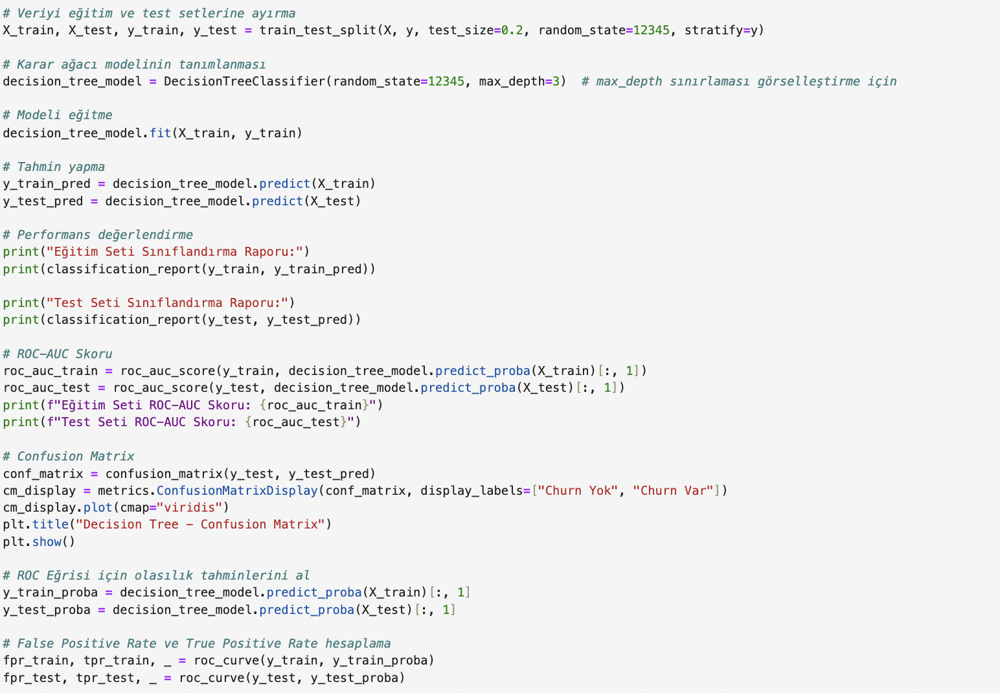 # Veriyi eğitim ve test setlerine ayırma
X_train, X_test, y_train, y_test = train_test_split(X, y, test_size=0.2, random_state=12345, stratify=y)
# Karar ağacı modelinin tanımlanması
decision_tree_model = DecisionTreeClassifier(random_state=12345, max_depth=3)  # max_depth sınırlaması görselleştirme için
# Modeli eğitme
decision_tree_model.fit(X_train, y_train)
# Tahmin yapma
y_train_pred = decision_tree_model.predict(X_train)
y_test_pred = decision_tree_model.predict(X_test)
# Performans değerlendirme
print("Eğitim Seti Sınıflandırma Raporu:")
print(classification_report(y_train, y_train_pred))
print("Test Seti Sınıflandırma Raporu:")
print(classification_report(y_test, y_test_pred))
# ROC-AUC Skoru
roc_auc_train = roc_auc_score(y_train, decision_tree_model.predict_proba(X_train)[:, 1])
roc_auc_test = roc_auc_score(y_test, decision_tree_model.predict_proba(X_test)[:, 1])
print(f"Eğitim Seti ROC-AUC Skoru: {roc_auc_train}")
print(f"Test Seti ROC-AUC Skoru: {roc_auc_test}")
# Confusion Matrix
conf_matrix = confusion_matrix(y_test, y_test_pred)
cm_display = metrics.ConfusionMatrixDisplay(conf_matrix, display_labels=["Churn Yok", "Churn Var"])
cm_display.plot(cmap="viridis")
plt.title("Decision Tree - Confusion Matrix")
plt.show()
# ROC Eğrisi için olasılık tahminlerini al
y_train_proba = decision_tree_model.predict_proba(X_train)[:, 1]
y_test_proba = decision_tree_model.predict_proba(X_test)[:, 1]
# False Positive Rate ve True Positive Rate hesaplama
fpr_train, tpr_train, _ = roc_curve(y_train, y_train_proba)
fpr_test, tpr_test, _ = roc_curve(y_test, y_test_proba)